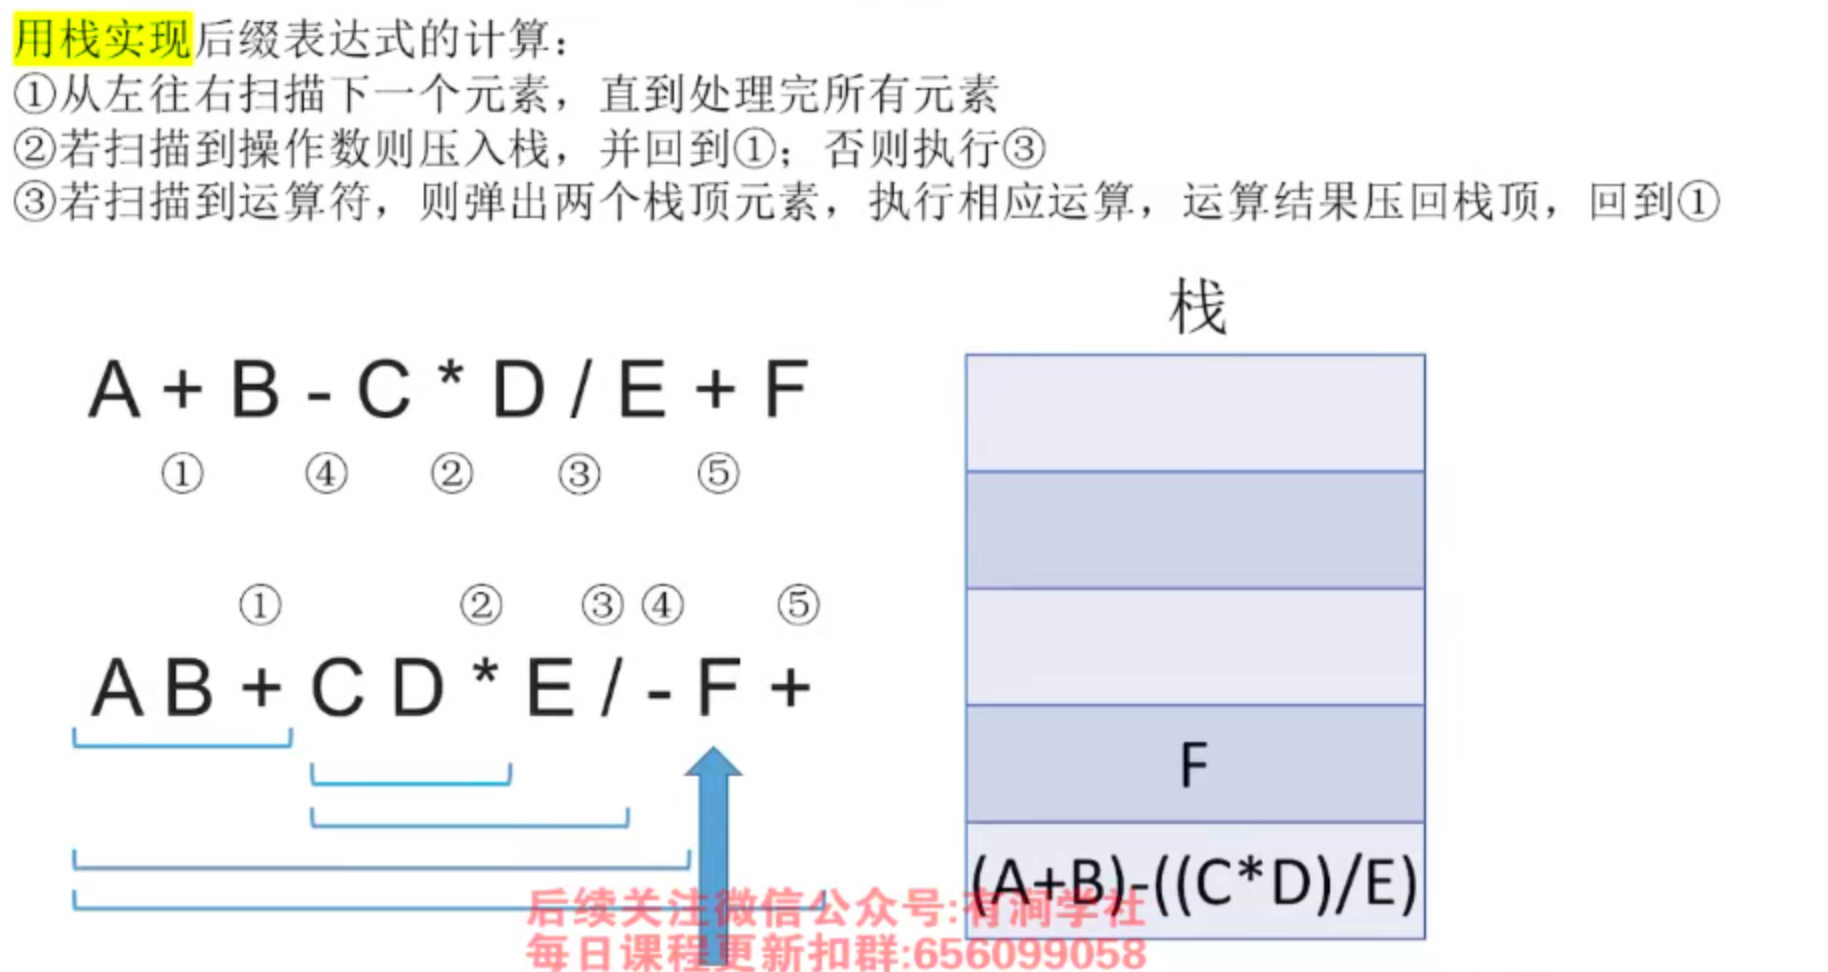 用栈实现后缀表达式的计算：
①从左往右扫描下一个元素，直到处理完所有元素
②若扫描到操作数则压入栈，并回到①；否则执行③
③若扫描到运算符，则弹出两个栈顶元素，执行相应运算，运算结果压回栈顶，回到①
栈
A + B - C * D / E + F
① ④ ② ③ ⑤
① ② ③ ④ ⑤
A B + C D * E / - F +
F
(A+B)-((C*D)/E)
后续关注微信公众号:有涧学社
每日课程更新扣群:656099058